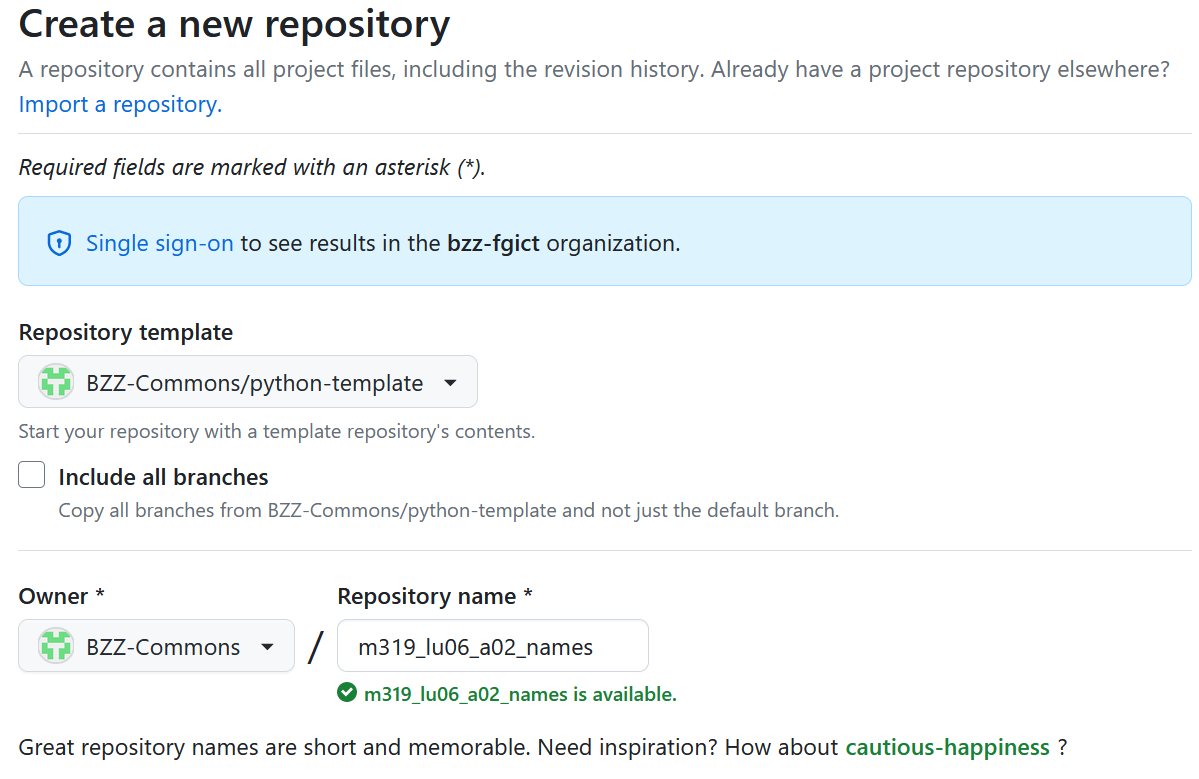 Create a new repository
A repository contains all project files, including the revision history. Already have a project repository elsewhere?
Import a repository.
Required fields are marked with an asterisk (*).
Single sign-on to see results in the bzz-fgict organization.
Repository template
BZZ-Commons/python-template
Start your repository with a template repository's contents.
Include all branches
Copy all branches from BZZ-Commons/python-template and not just the default branch.
Owner * Repository name *
BZZ-Commons / m319_lu06_a02_names
m319_lu06_a02_names is available.
Great repository names are short and memorable. Need inspiration? How about cautious-happiness ?